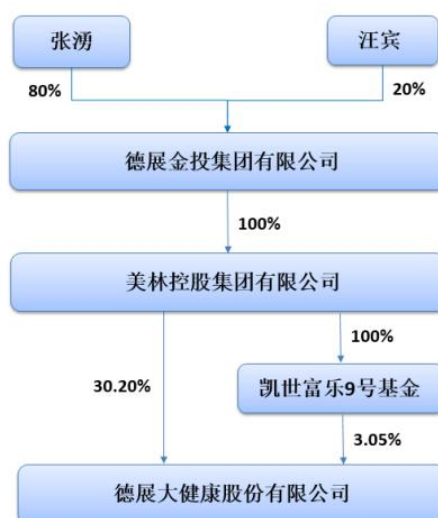 张湧
汪宾
80%
20%
德展金投集团有限公司
100%
美林控股集团有限公司
100%
30.20%
凯世富乐9号基金
3.05%
德展大健康股份有限公司